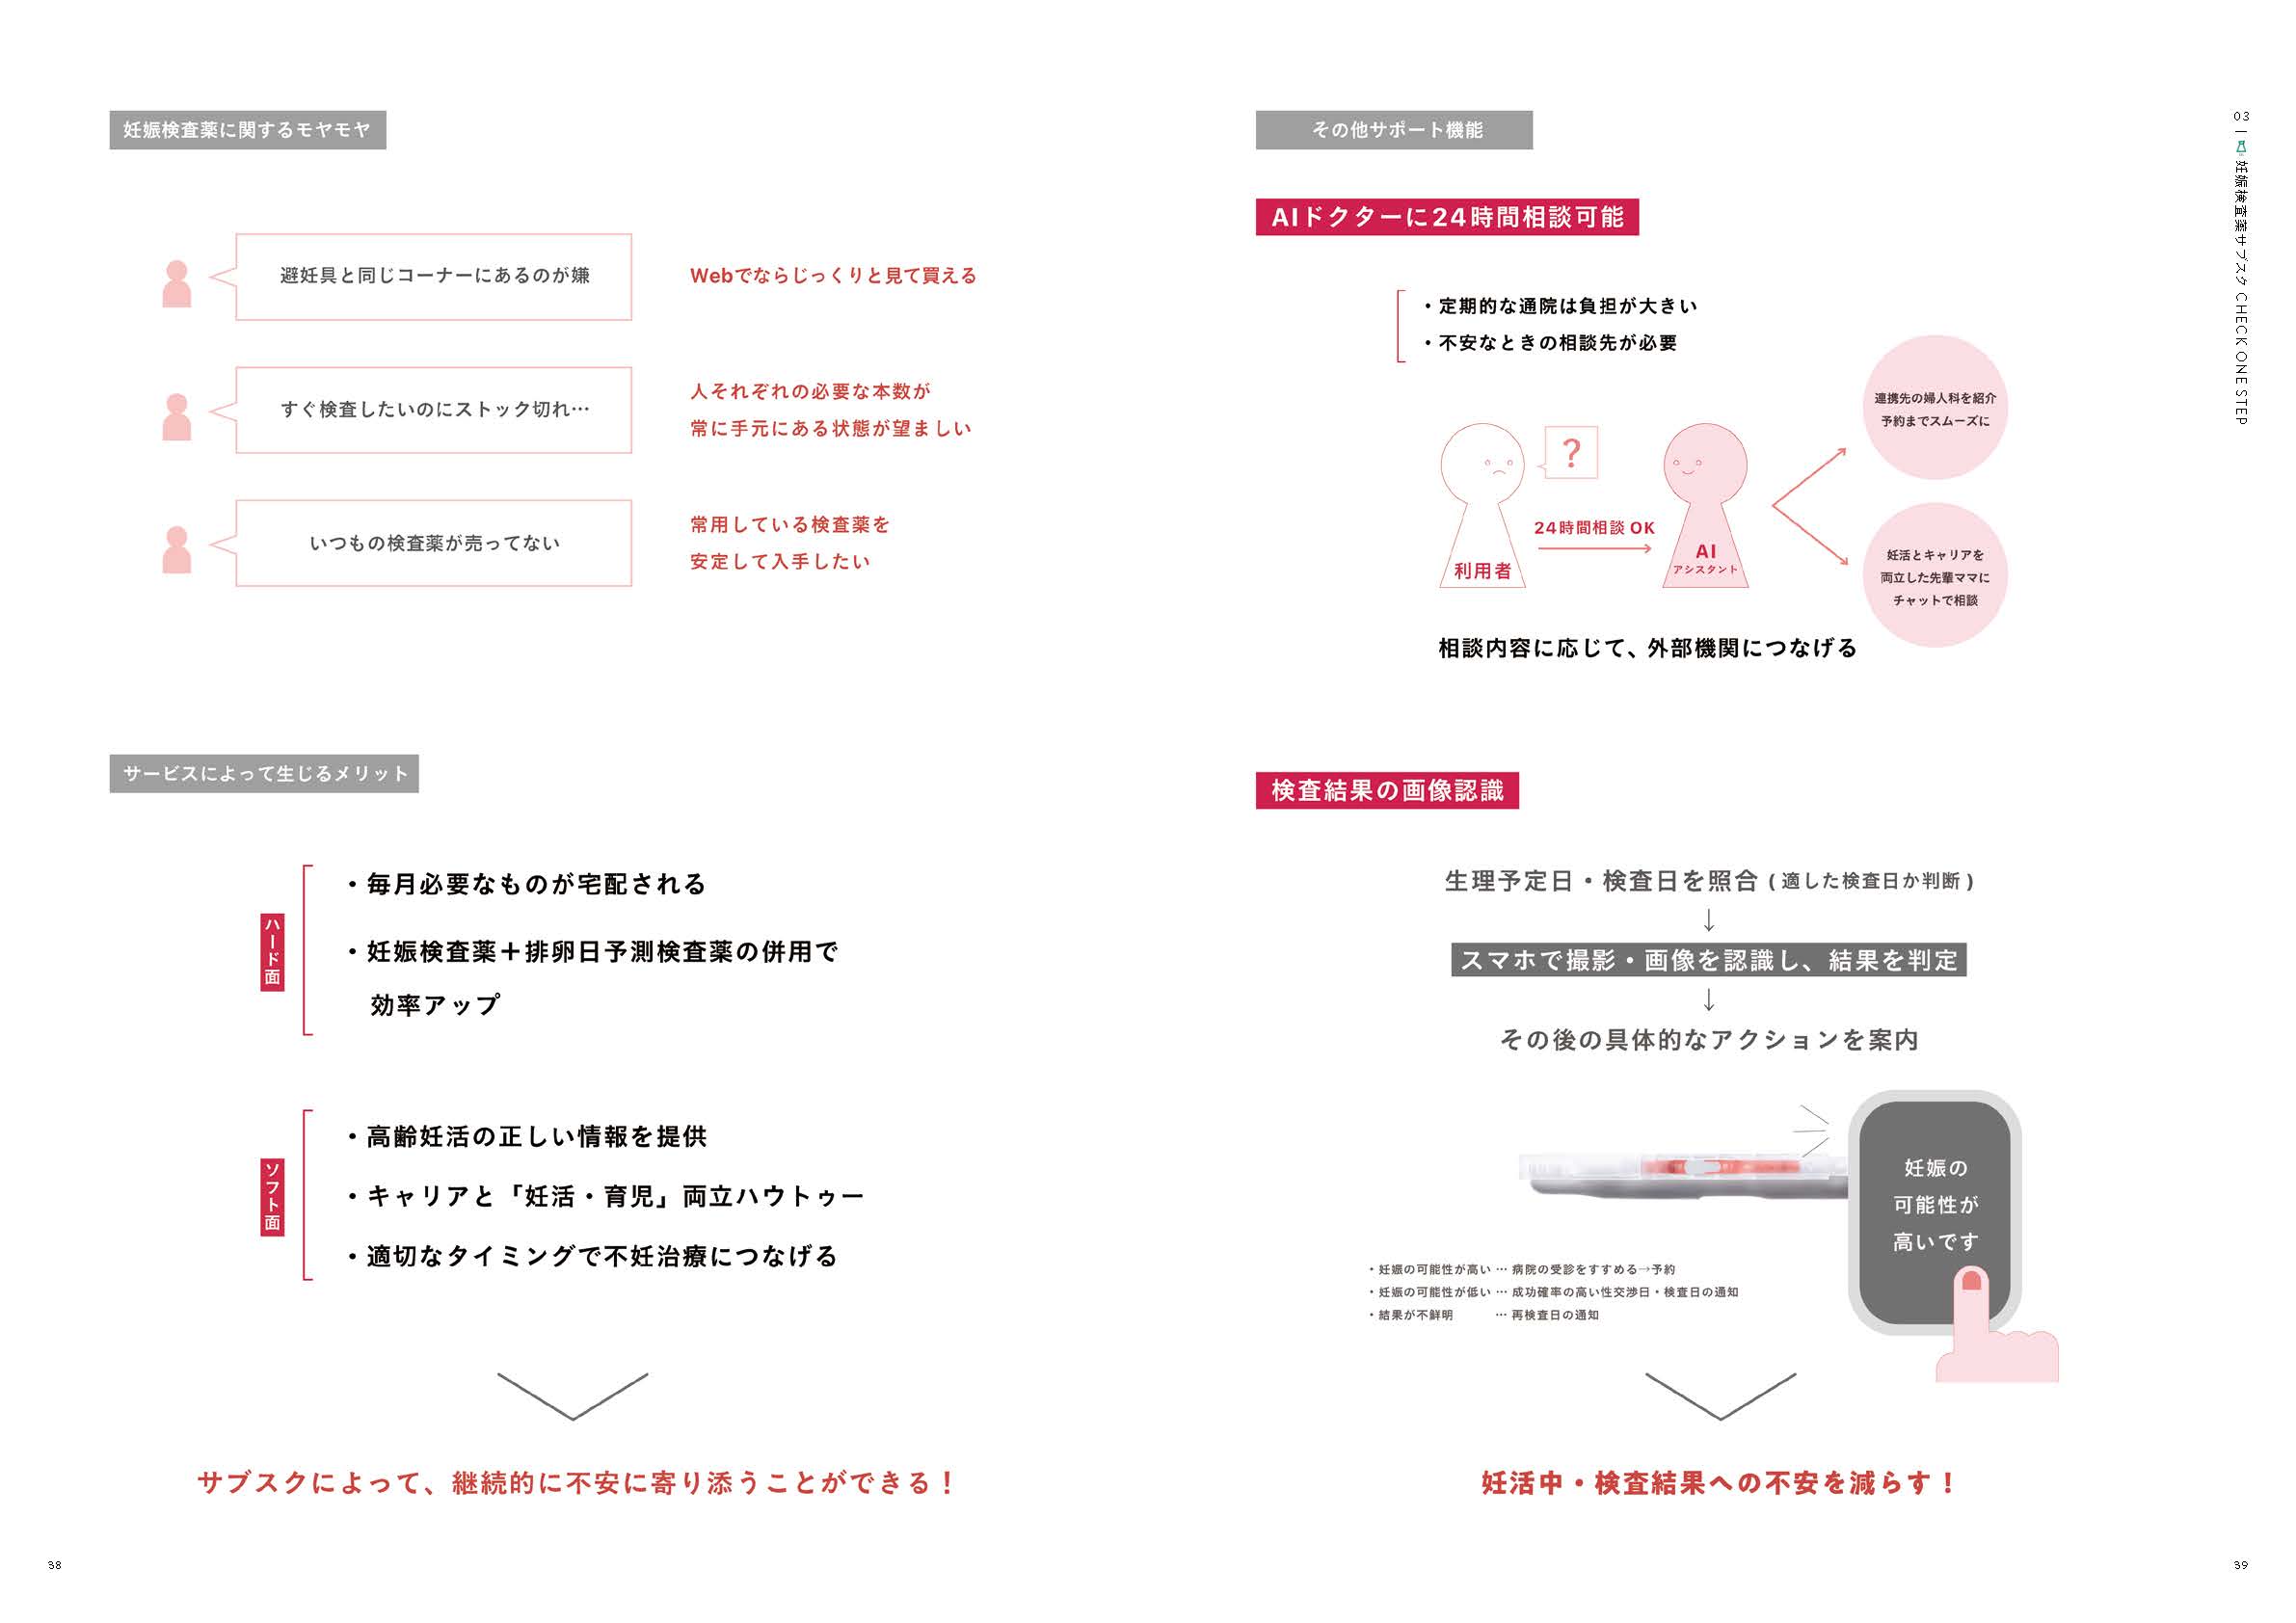 妊娠検査薬に関するモヤモヤ
避妊具と同じコーナーにあるのが嫌
Webでならじっくりと見て買える
すぐ検査したいのにストック切れ…
人それぞれの必要な本数が
常に手元にある状態が望ましい
いつもの検査薬が売ってない
常用している検査薬を
安定して入手したい
サービスによって生じるメリット
ハード面
・毎月必要なものが宅配される
・妊娠検査薬＋排卵日予測検査薬の併用で
効率アップ
ソフト面
・高齢妊活の正しい情報を提供
・キャリアと「妊活・育児」両立ハウトゥー
・適切なタイミングで不妊治療につなげる
サブスクによって、継続的に不安に寄り添うことができる！
38
その他サポート機能
AIドクターに24時間相談可能
・定期的な通院は負担が大きい
・不安なときの相談先が必要
?
24時間相談 OK
利用者
AI
アシスタント
連携先の婦人科を紹介
予約までスムーズに
妊活とキャリアを
両立した先輩ママに
チャットで相談
相談内容に応じて、外部機関につなげる
検査結果の画像認識
生理予定日・検査日を照合 ( 適した検査日か判断 )
↓
スマホで撮影・画像を認識し、結果を判定
↓
その後の具体的なアクションを案内
妊娠の
可能性が
高いです
・妊娠の可能性が高い … 病院の受診をすすめる→予約
・妊娠の可能性が低い … 成功確率の高い性交渉日・検査日の通知
・結果が不鮮明 … 再検査日の通知
妊活中・検査結果への不安を減らす！
03 | 妊娠検査薬サブスク CHECK ONE STEP
39